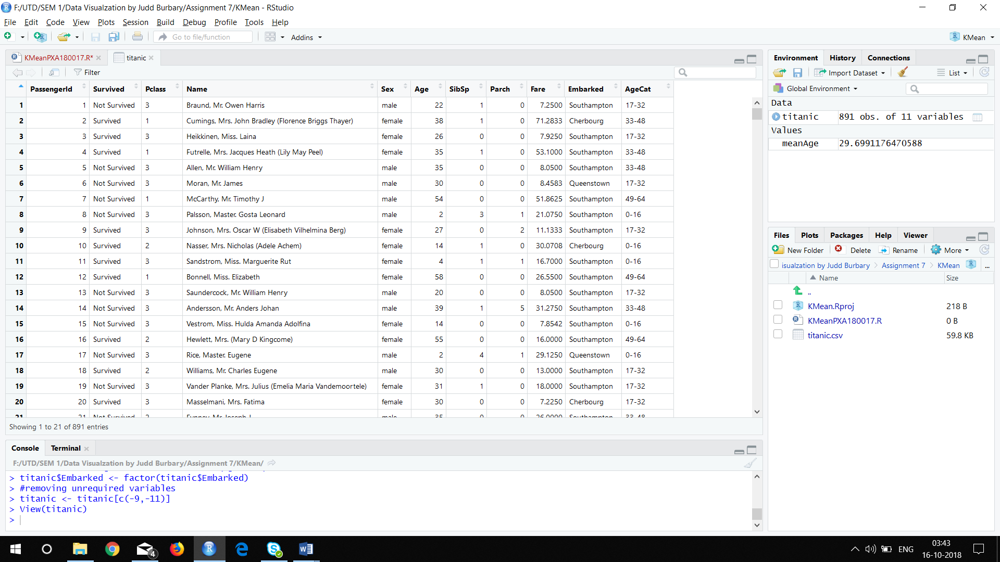 F:/UTD/SEM 1/Data Visualzation by Judd Burbary/Assignment 7/KMean - RStudio
File Edit Code View Plots Session Build Debug Profile Tools Help
Go to file/function Addins KMean
KMeanPXA180017.R* titanic
Filter
PassengerId Survived Pclass Name Sex Age SibSp Parch Fare Embarked AgeCat
1 1 Not Survived 3 Braund, Mr. Owen Harris male 22 1 0 7.2500 Southampton 17-32
2 2 Survived 1 Cumings, Mrs. John Bradley (Florence Briggs Thayer) female 38 1 0 71.2833 Cherbourg 33-48
3 3 Survived 3 Heikkinen, Miss. Laina female 26 0 0 7.9250 Southampton 17-32
4 4 Survived 1 Futrelle, Mrs. Jacques Heath (Lily May Peel) female 35 1 0 53.1000 Southampton 33-48
5 5 Not Survived 3 Allen, Mr. William Henry male 35 0 0 8.0500 Southampton 33-48
6 6 Not Survived 3 Moran, Mr. James male 30 0 0 8.4583 Queenstown 17-32
7 7 Not Survived 1 McCarthy, Mr. Timothy J male 54 0 0 51.8625 Southampton 49-64
8 8 Not Survived 3 Palsson, Master. Gosta Leonard male 2 3 1 21.0750 Southampton 0-16
9 9 Survived 3 Johnson, Mrs. Oscar W (Elisabeth Vilhelmina Berg) female 27 0 2 11.1333 Southampton 17-32
10 10 Survived 2 Nasser, Mrs. Nicholas (Adele Achem) female 14 1 0 30.0708 Cherbourg 0-16
11 11 Survived 3 Sandstrom, Miss. Marguerite Rut female 4 1 1 16.7000 Southampton 0-16
12 12 Survived 1 Bonnell, Miss. Elizabeth female 58 0 0 26.5500 Southampton 49-64
13 13 Not Survived 3 Saundercock, Mr. William Henry male 20 0 0 8.0500 Southampton 17-32
14 14 Not Survived 3 Andersson, Mr. Anders Johan male 39 1 5 31.2750 Southampton 33-48
15 15 Not Survived 3 Vestrom, Miss. Hulda Amanda Adolfina female 14 0 0 7.8542 Southampton 0-16
16 16 Survived 2 Hewlett, Mrs. (Mary D Kingcome) female 55 0 0 16.0000 Southampton 49-64
17 17 Not Survived 3 Rice, Master. Eugene male 2 4 1 29.1250 Queenstown 0-16
18 18 Survived 2 Williams, Mr. Charles Eugene male 30 0 0 13.0000 Southampton 17-32
19 19 Not Survived 3 Vander Planke, Mrs. Julius (Emelia Maria Vandemoortele) female 31 1 0 18.0000 Southampton 17-32
20 20 Survived 3 Masselmani, Mrs. Fatima female 30 0 0 7.2250 Cherbourg 17-32
21 21 Not Survived 2 Fynney, Mr. Joseph J male 35 0 0 26.0000 Southampton 33-48
Showing 1 to 21 of 891 entries
Console Terminal
F:/UTD/SEM 1/Data Visualzation by Judd Burbary/Assignment 7/KMean/
> titanic$Embarked <- factor(titanic$Embarked)
> #removing unrequired variables
> titanic <- titanic[c(-9,-11)]
> View(titanic)
>
Environment History Connections
Import Dataset List
Global Environment
Data
titanic 891 obs. of 11 variables
Values
meanAge 29.6991176470588
Files Plots Packages Help Viewer
New Folder Delete Rename More
isualzation by Judd Burbary Assignment 7 KMean ...
Name Size
..
KMean.Rproj 218 B
KMeanPXA180017.R 0 B
titanic.csv 59.8 KB
4 ENG 03:43
16-10-2018